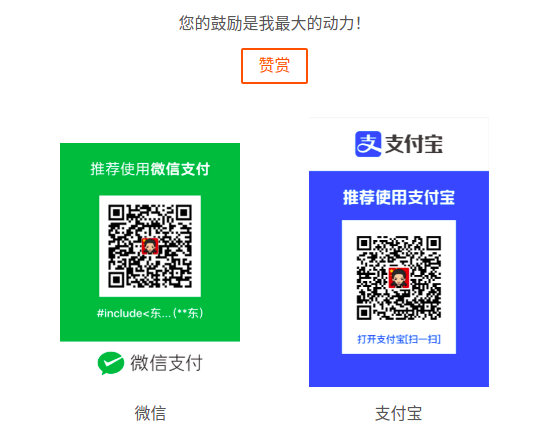 您的鼓励是我最大的动力！
赞赏
推荐使用微信支付
#include<东...(**东)
微信支付
微信
支付宝
推荐使用支付宝
打开支付宝[扫一扫]
支付宝